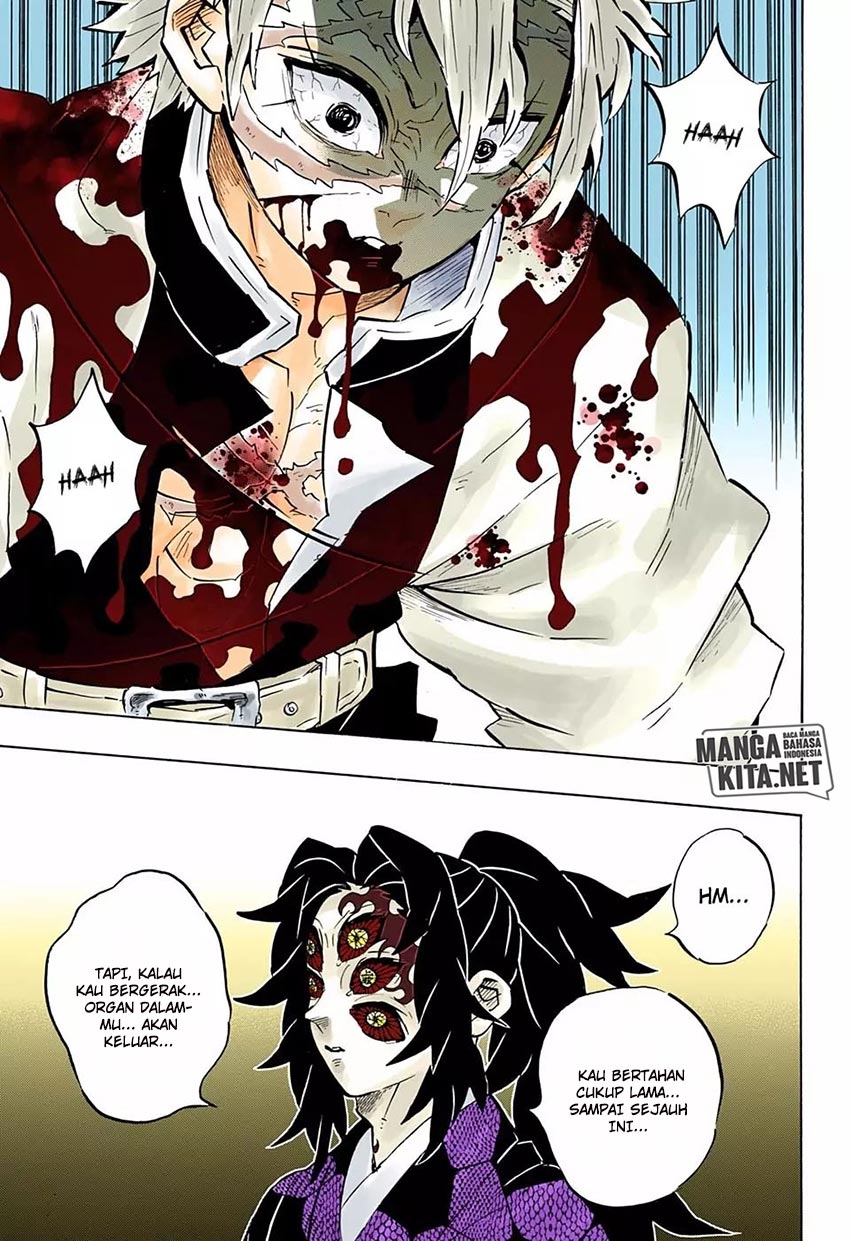 HAAH
HAAH
MANGA
KITA.NET
BACA MANGA
BAHASA
INDONESIA
HM...
KAU BERTAHAN
CUKUP LAMA...
SAMPAI SEJAUH
INI...
TAPI, KALAU
KAU BERGERAK...
ORGAN DALAM-
MU... AKAN
KELUAR...